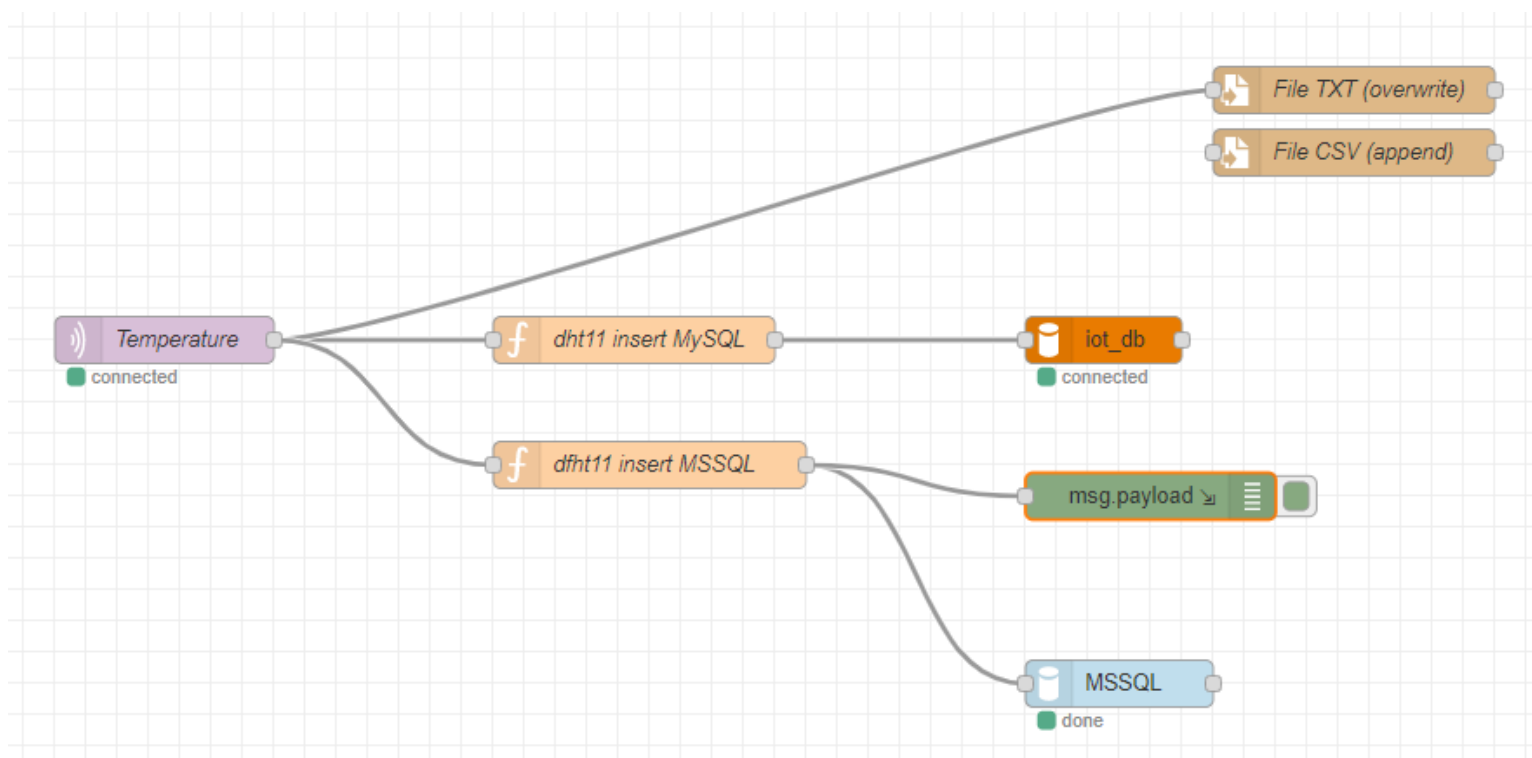 File TXT (overwrite)
File CSV (append)
Temperature
connected
dht11 insert MySQL
iot_db
connected
dfht11 insert MSSQL
msg.payload
MSSQL
done